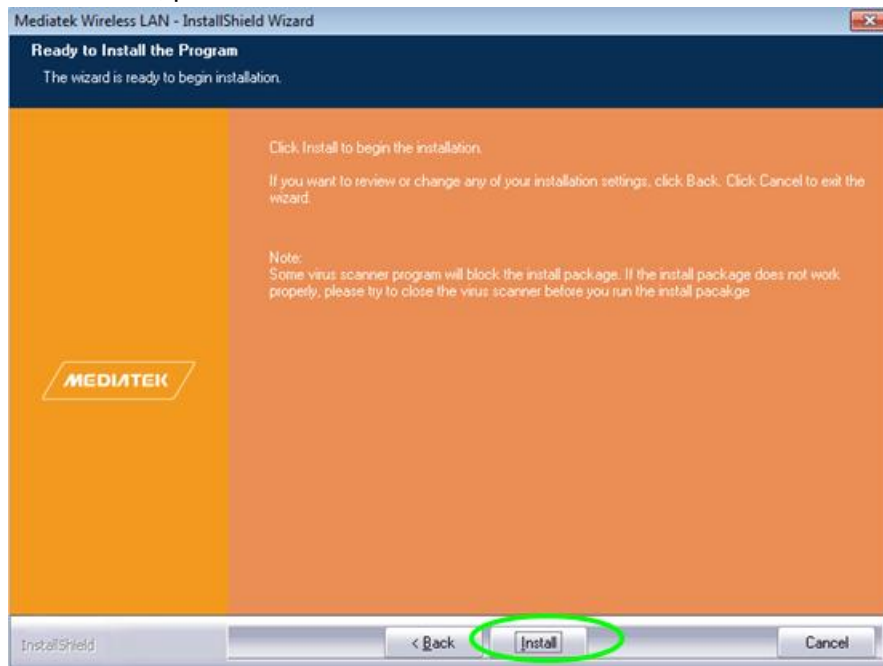 Mediatek Wireless LAN - InstallShield Wizard
Ready to Install the Program
The wizard is ready to begin installation.
Click Install to begin the installation.
If you want to review or change any of your installation settings, click Back. Click Cancel to exit the
wizard.
Note:
Some virus scanner program will block the install package. If the install package does not work
properly, please try to close the virus scanner before you run the install pacakge
MEDIATEK
InstallShield
< Back
Install
Cancel